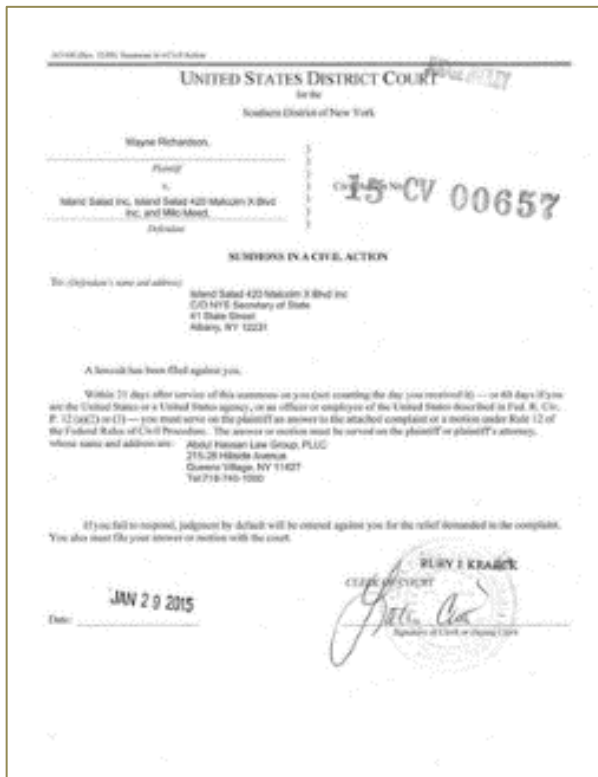 UNITED STATES DISTRICT COURT
for the
Southern District of New York
Wayne Richardson,
Plaintiff
v.
Island Salad Inc, Island Salad 420 Malcolm X Blvd
Inc, and Milo Meed,
Defendant
Civil Action No.
15 CV 00657
SUMMONS IN A CIVIL ACTION
To: (Defendant's name and address)
Island Salad 420 Malcolm X Blvd Inc
C/O NYS Secretary of State
41 State Street
Albany, NY 12231
A lawsuit has been filed against you.
Within 21 days after service of this summons on you (not counting the day you received it) — or 60 days if you
are the United States or a United States agency, or an officer or employee of the United States described in Fed. R. Civ.
P. 12 (a)(2) or (3) — you must serve on the plaintiff an answer to the attached complaint or a motion under Rule 12 of
the Federal Rules of Civil Procedure. The answer or motion must be served on the plaintiff or plaintiff's attorney,
whose name and address are:
Abdul Hassan Law Group, PLLC
215-28 Hillside Avenue
Queens Village, NY 11427
Tel:718-740-1000
If you fail to respond, judgment by default will be entered against you for the relief demanded in the complaint.
You also must file your answer or motion with the court.
RUBY J. KRAJICK
CLERK OF COURT
JAN 29 2015
Date:
Signature of Clerk or Deputy Clerk